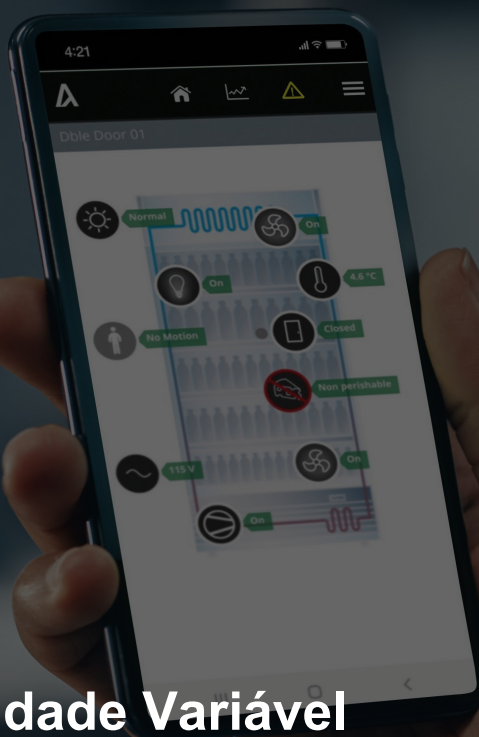 4:21
Dble Door 01
Normal
On
On
4.6 °C
No Motion
Closed
Non perishable
115 V
On
On
dade Variável